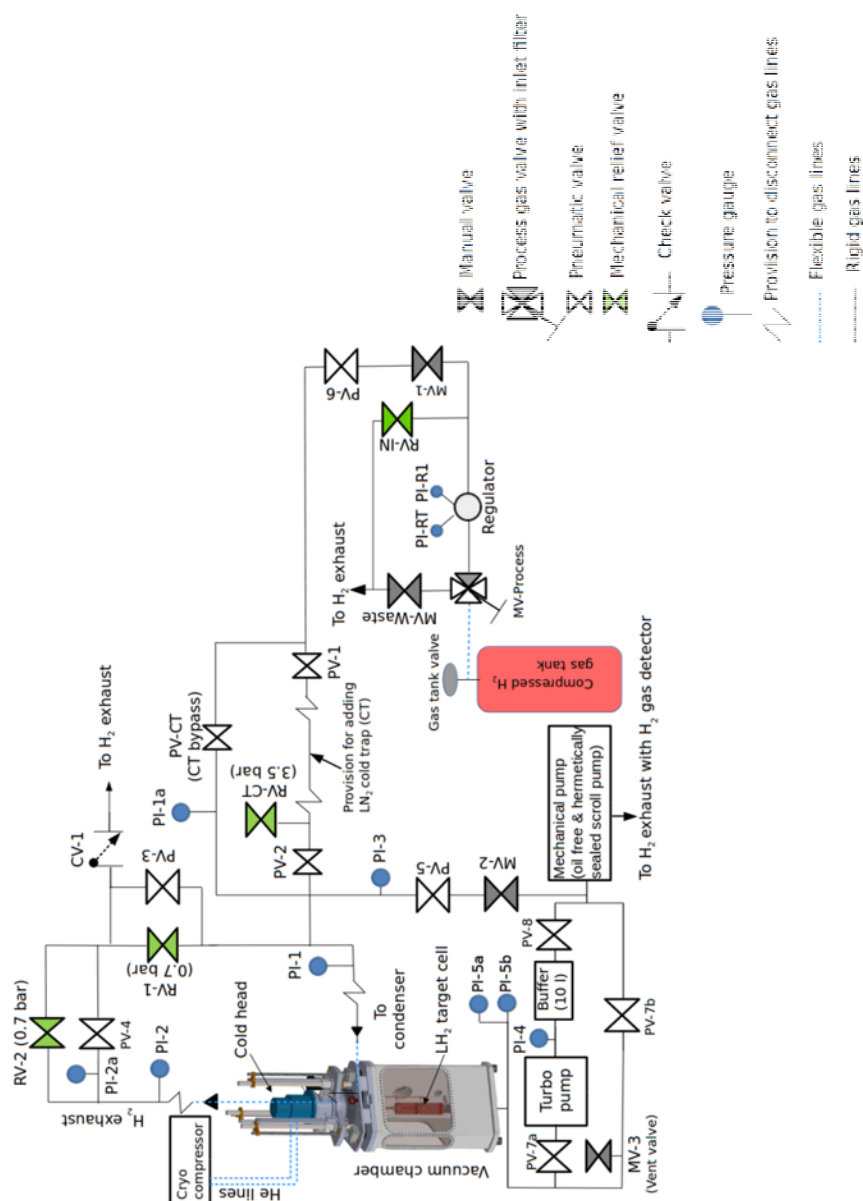 To H2 exhaust
CV-1
PV-3
RV-2 (0.7 bar)
RV-1
(0.7 bar)
PV-4
PI-2a
PI-2
H2 exhaust
Cryo
compressor
He lines
Cold head
PI-1
To
condenser
LH2 target cell
Vacuum chamber
PI-1a
PV-CT
(CT bypass)
RV-CT
(3.5 bar)
PV-2
PV-1
Provision for adding
LN2 cold trap (CT)
PI-3
PV-5
MV-2
PV-6
MV-1
RV-IN
PI-RT
PI-R1
Regulator
To H2 exhaust
MV-Waste
MV-Process
Gas tank valve
Compressed H2
gas tank
Mechanical pump
(oil free & hermetically
sealed scroll pump)
To H2 exhaust with H2 gas detector
PI-5a
PI-5b
PI-4
PV-8
Buffer
(10 l)
Turbo
pump
PV-7a
PV-7b
MV-3
(Vent valve)
Manual valve
Process gas valve with inlet filter
Pneumatic valve
Mechanical relief valve
Check valve
Pressure gauge
Provision to disconnect gas lines
Flexible gas lines
Rigid gas lines